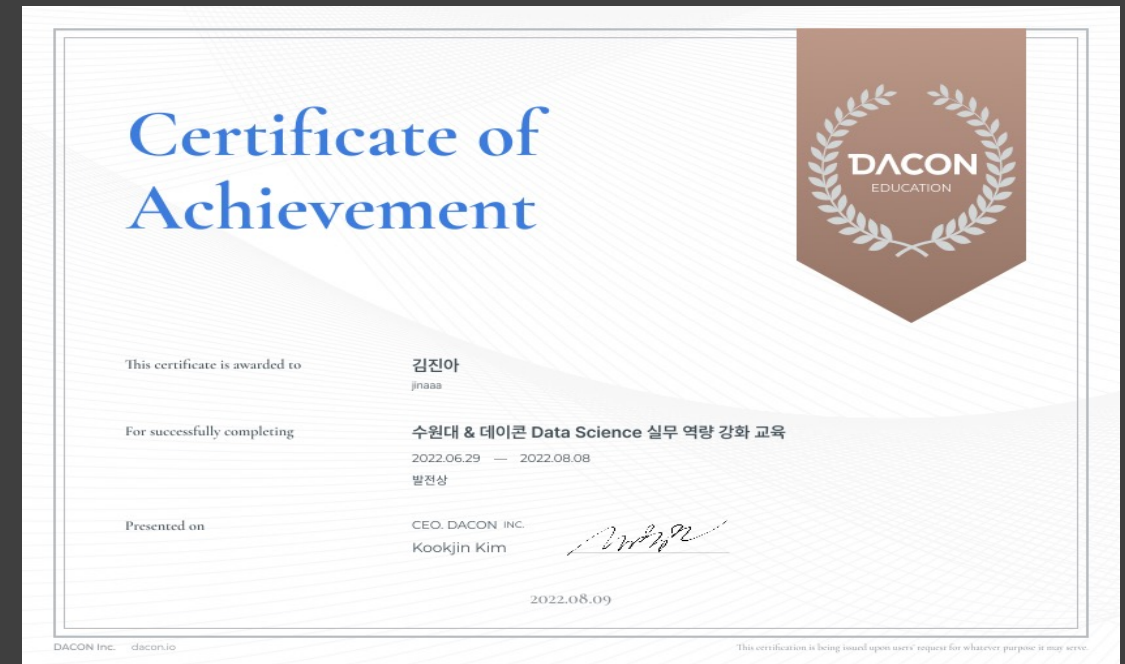 Certificate of
Achievement
DACON
EDUCATION
This certificate is awarded to
김진아
jinaaa
For successfully completing
수원대 & 데이콘 Data Science 실무 역량 강화 교육
2022.06.29 — 2022.08.08
발전상
Presented on
CEO. DACON INC.
Kookjin Kim
2022.08.09
DACON Inc. dacon.io
This certification is being issued upon users' request for whatever purpose it may serve.